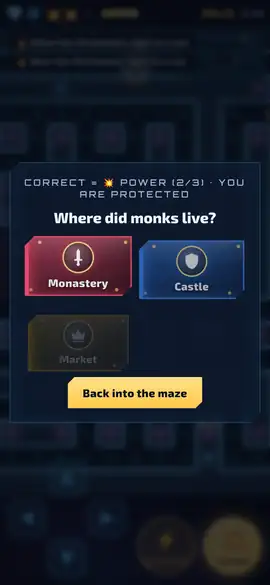 CORRECT = 💥 POWER (2/3) · YOU
ARE PROTECTED
Where did monks live?
Monastery
Castle
Market
Back into the maze